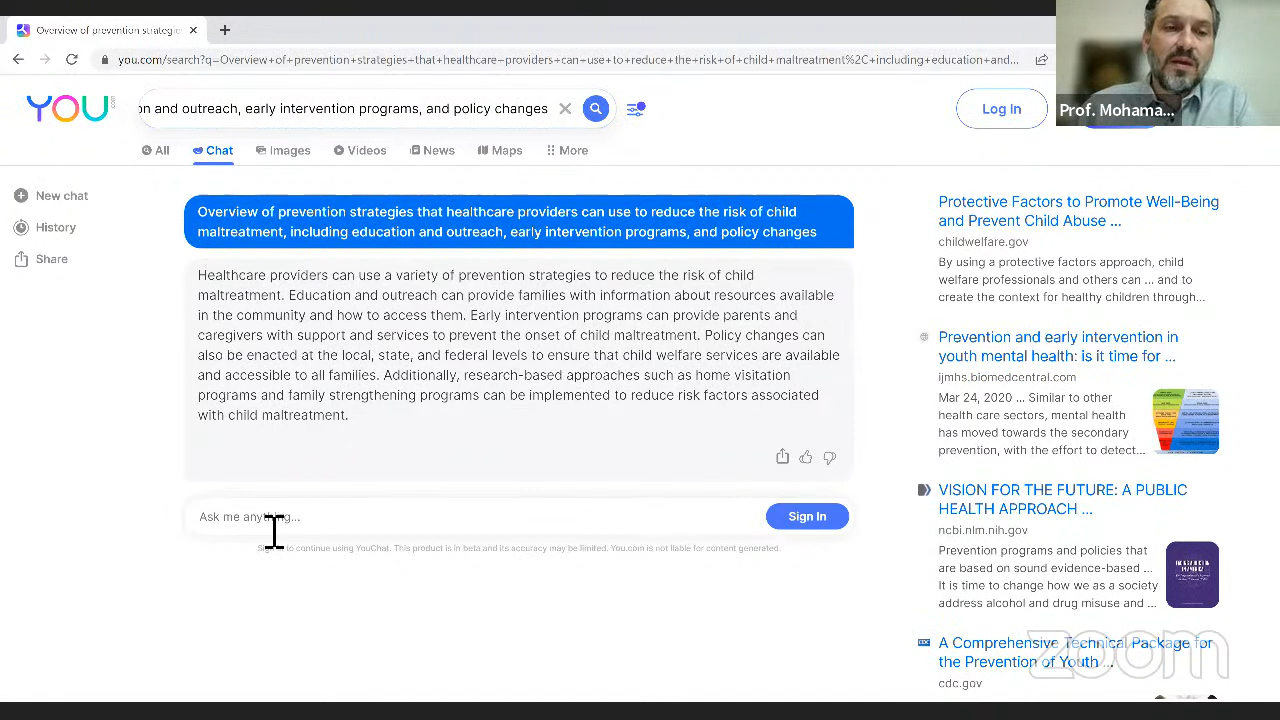 Overview of prevention strategie
you.com/search?q=Overview+of+prevention+strategies+that+healthcare+providers+can+use+to+reduce+the+risk+of+child+maltreatment%2C+including+education+and...
YOU.com
on and outreach, early intervention programs, and policy changes
Log In
Prof. Mohama...
All Chat Images Videos News Maps More
New chat
History
Share
Overview of prevention strategies that healthcare providers can use to reduce the risk of child
maltreatment, including education and outreach, early intervention programs, and policy changes
Healthcare providers can use a variety of prevention strategies to reduce the risk of child
maltreatment. Education and outreach can provide families with information about resources available
in the community and how to access them. Early intervention programs can provide parents and
caregivers with support and services to prevent the onset of child maltreatment. Policy changes can
also be enacted at the local, state, and federal levels to ensure that child welfare services are available
and accessible to all families. Additionally, research-based approaches such as home visitation
programs and family strengthening programs can be implemented to reduce risk factors associated
with child maltreatment.
Ask me anything...
Sign In
to continue using YouChat. This product is in beta and its accuracy may be limited. You.com is not liable for content generated.
Protective Factors to Promote Well-Being
and Prevent Child Abuse ...
childwelfare.gov
By using a protective factors approach, child
welfare professionals and others can ... and to
create the context for healthy children through...
Prevention and early intervention in
youth mental health: is it time for ...
ijmhs.biomedcentral.com
Mar 24, 2020 ... Similar to other
health care sectors, mental health
has moved towards the secondary
prevention, with the effort to detect...
VISION FOR THE FUTURE: A PUBLIC
HEALTH APPROACH ...
ncbi.nlm.nih.gov
Prevention programs and policies that
are based on sound evidence-based ...
It is time to change how we as a society
address alcohol and drug misuse and ...
A Comprehensive Technical Package for
the Prevention of Youth ...
cdc.gov
zoom